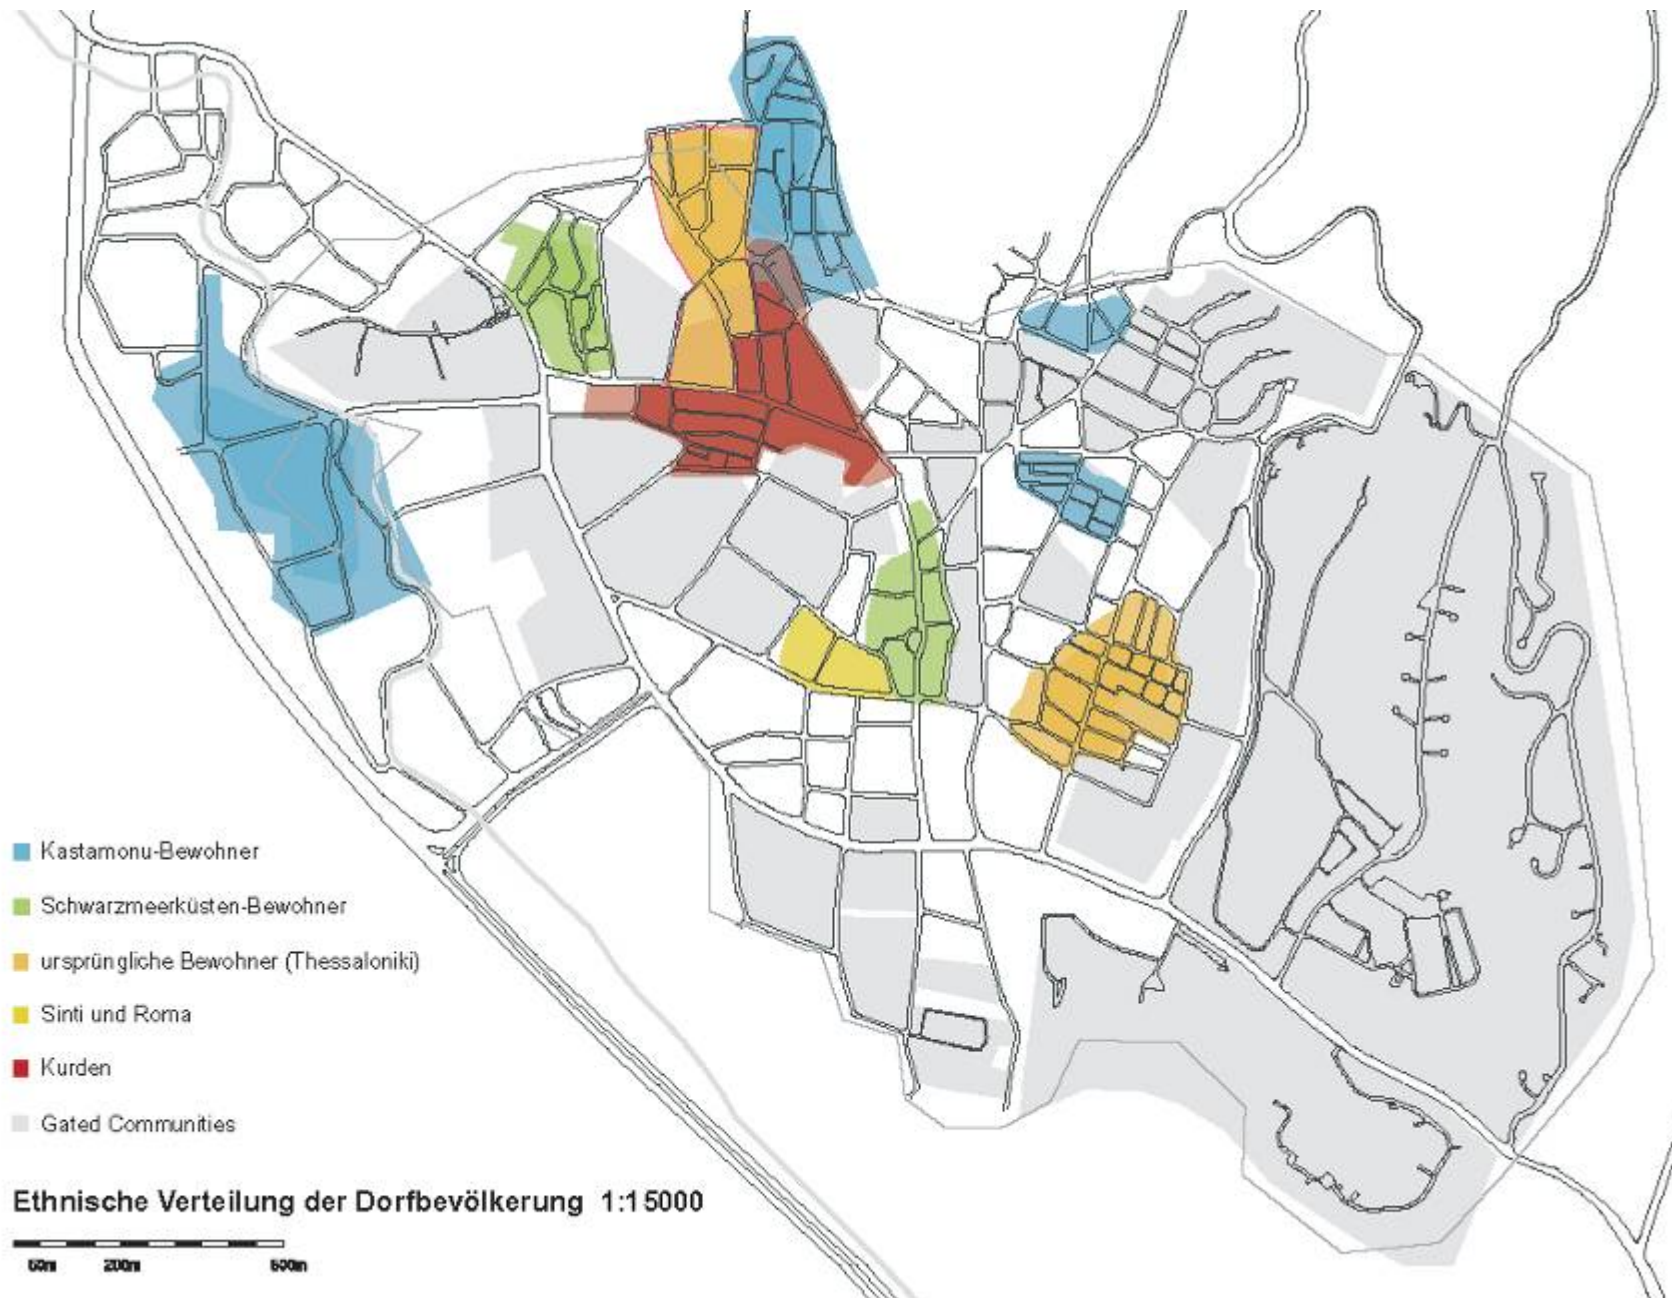 Kastamonu-Bewohner
Schwarzmeerküsten-Bewohner
ursprüngliche Bewohner (Thessaloniki)
Sinti und Roma
Kurden
Gated Communities
Ethnische Verteilung der Dorfbevölkerung 1:15000
200m